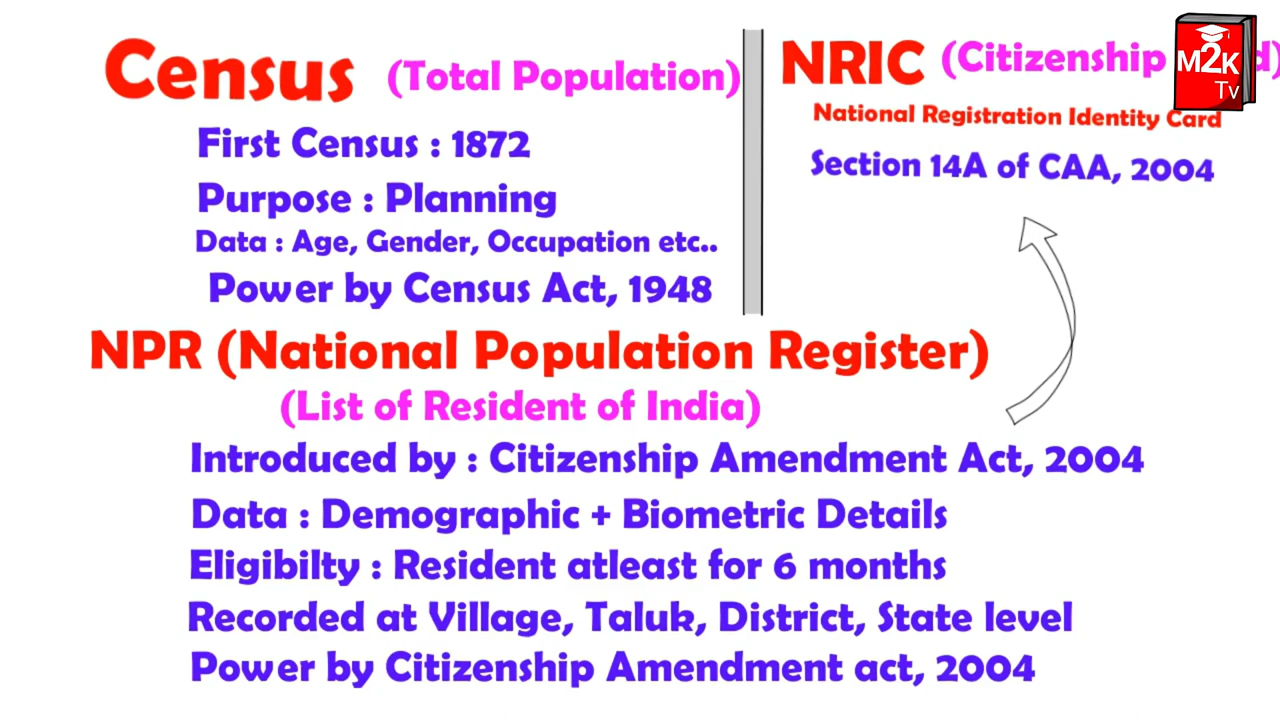 Census (Total Population)
First Census : 1872
Purpose : Planning
Data : Age, Gender, Occupation etc..
Power by Census Act, 1948
NRIC (Citizenship
M2K
Tv
National Registration Identity Card
Section 14A of CAA, 2004
NPR (National Population Register)
(List of Resident of India)
Introduced by : Citizenship Amendment Act, 2004
Data : Demographic + Biometric Details
Eligibilty : Resident atleast for 6 months
Recorded at Village, Taluk, District, State level
Power by Citizenship Amendment act, 2004